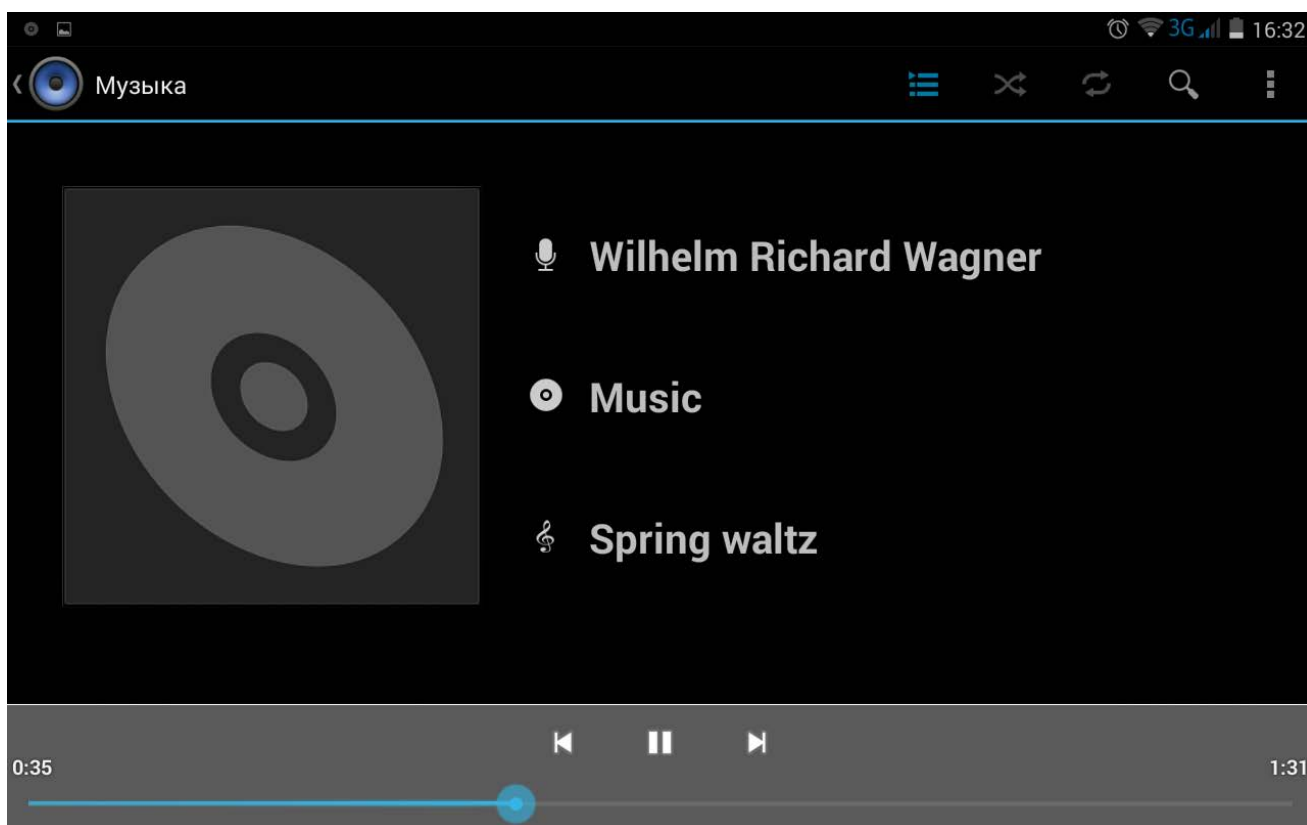 3G 16:32
Музыка
Wilhelm Richard Wagner
Music
Spring waltz
0:35 1:31